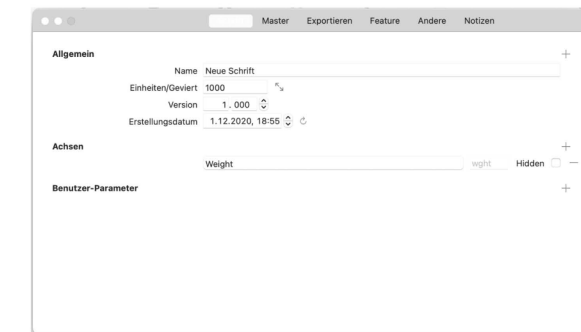 Master Exportieren Feature Andere Notizen
Allgemein
Name Neue Schrift
Einheiten/Geviert 1000
Version 1 . 000
Erstellungsdatum 1.12.2020, 18:55
Achsen
Weight wght Hidden
Benutzer-Parameter